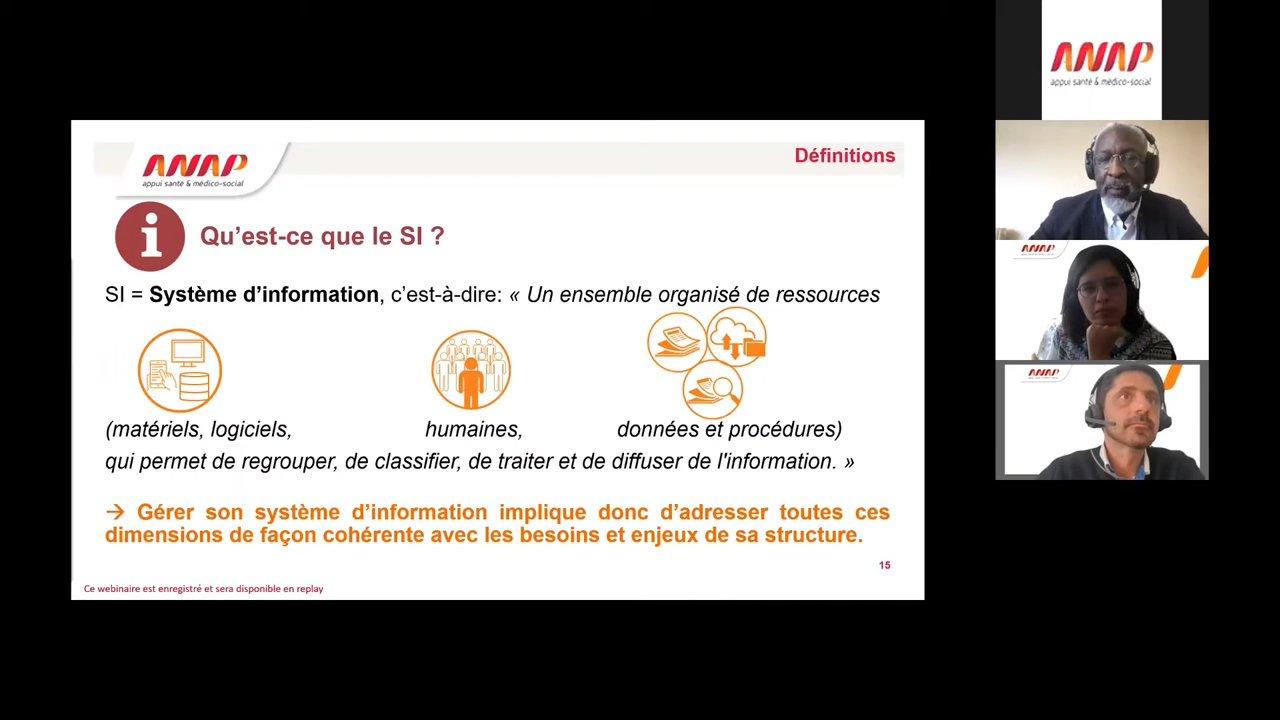 ANAP
appui santé & médico-social
Définitions
i
Qu’est-ce que le SI ?
SI = Système d’information, c’est-à-dire: « Un ensemble organisé de ressources
(matériels, logiciels, humaines, données et procédures)
qui permet de regrouper, de classifier, de traiter et de diffuser de l'information. »
→ Gérer son système d’information implique donc d’adresser toutes ces
dimensions de façon cohérente avec les besoins et enjeux de sa structure.
15
Ce webinaire est enregistré et sera disponible en replay
ANAP
appui santé & médico-social
ANAP
ANAP